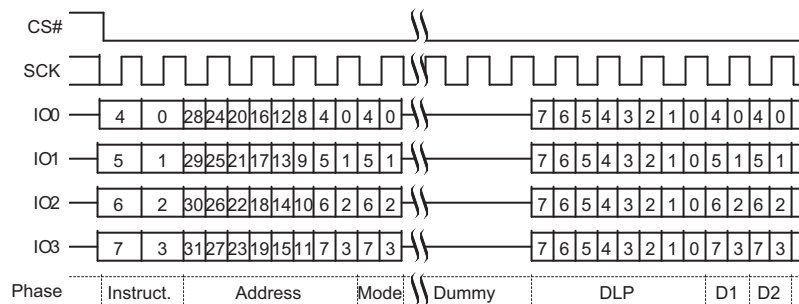 CS#
SCK
IO0 4 0 28 24 20 16 12 8 4 0 4 0 7 6 5 4 3 2 1 0 4 0 4 0
IO1 5 1 29 25 21 17 13 9 5 1 5 1 7 6 5 4 3 2 1 0 5 1 5 1
IO2 6 2 30 26 22 18 14 10 6 2 6 2 7 6 5 4 3 2 1 0 6 2 6 2
IO3 7 3 31 27 23 19 15 11 7 3 7 3 7 6 5 4 3 2 1 0 7 3 7 3
Phase Instruct. Address Mode Dummy DLP D1 D2